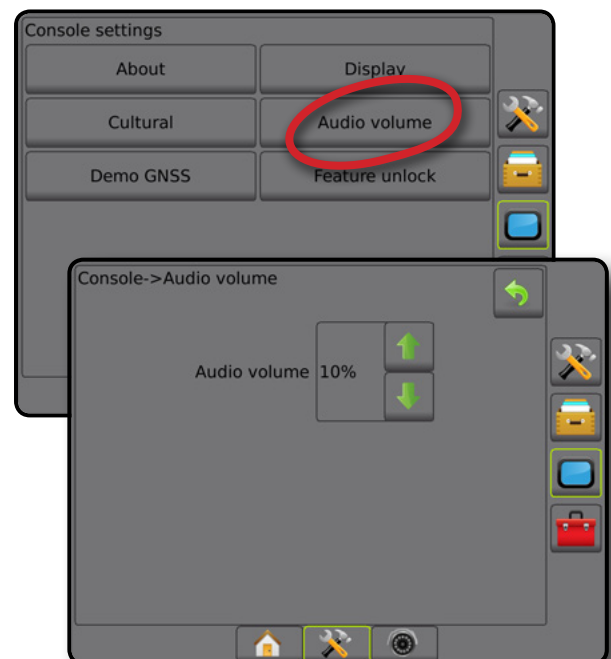 Console settings
About
Display
Cultural
Audio volume
Demo GNSS
Feature unlock
Console->Audio volume
Audio volume 10%